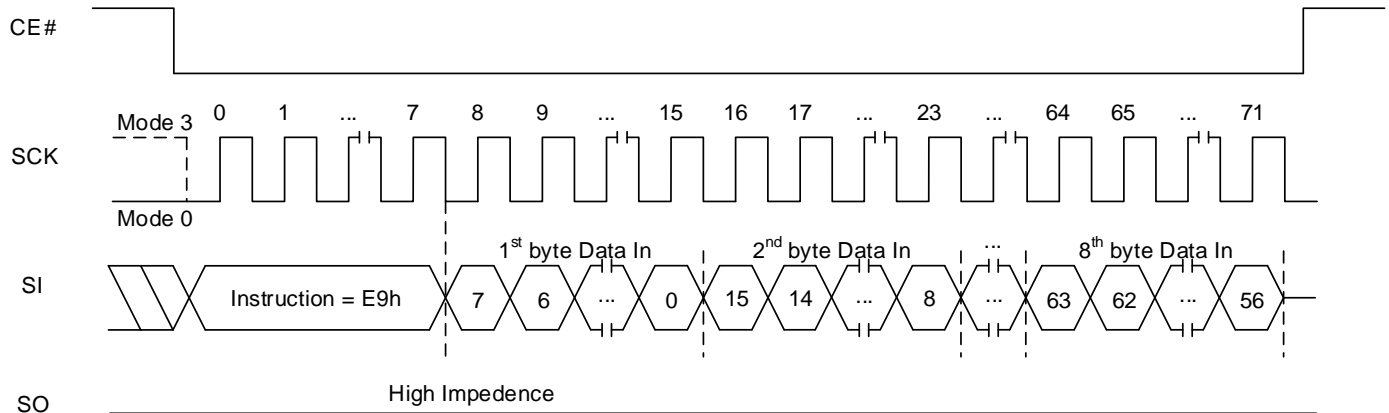 CE#
0 1 ... 7 8 9 ... 15 16 17 ... 23 ... 64 65 ... 71
Mode 3
SCK
Mode 0
1st byte Data In 2nd byte Data In ... 8th byte Data In
SI
Instruction = E9h 7 6 ... 0 15 14 ... 8 ... 63 62 ... 56
High Impedence
SO